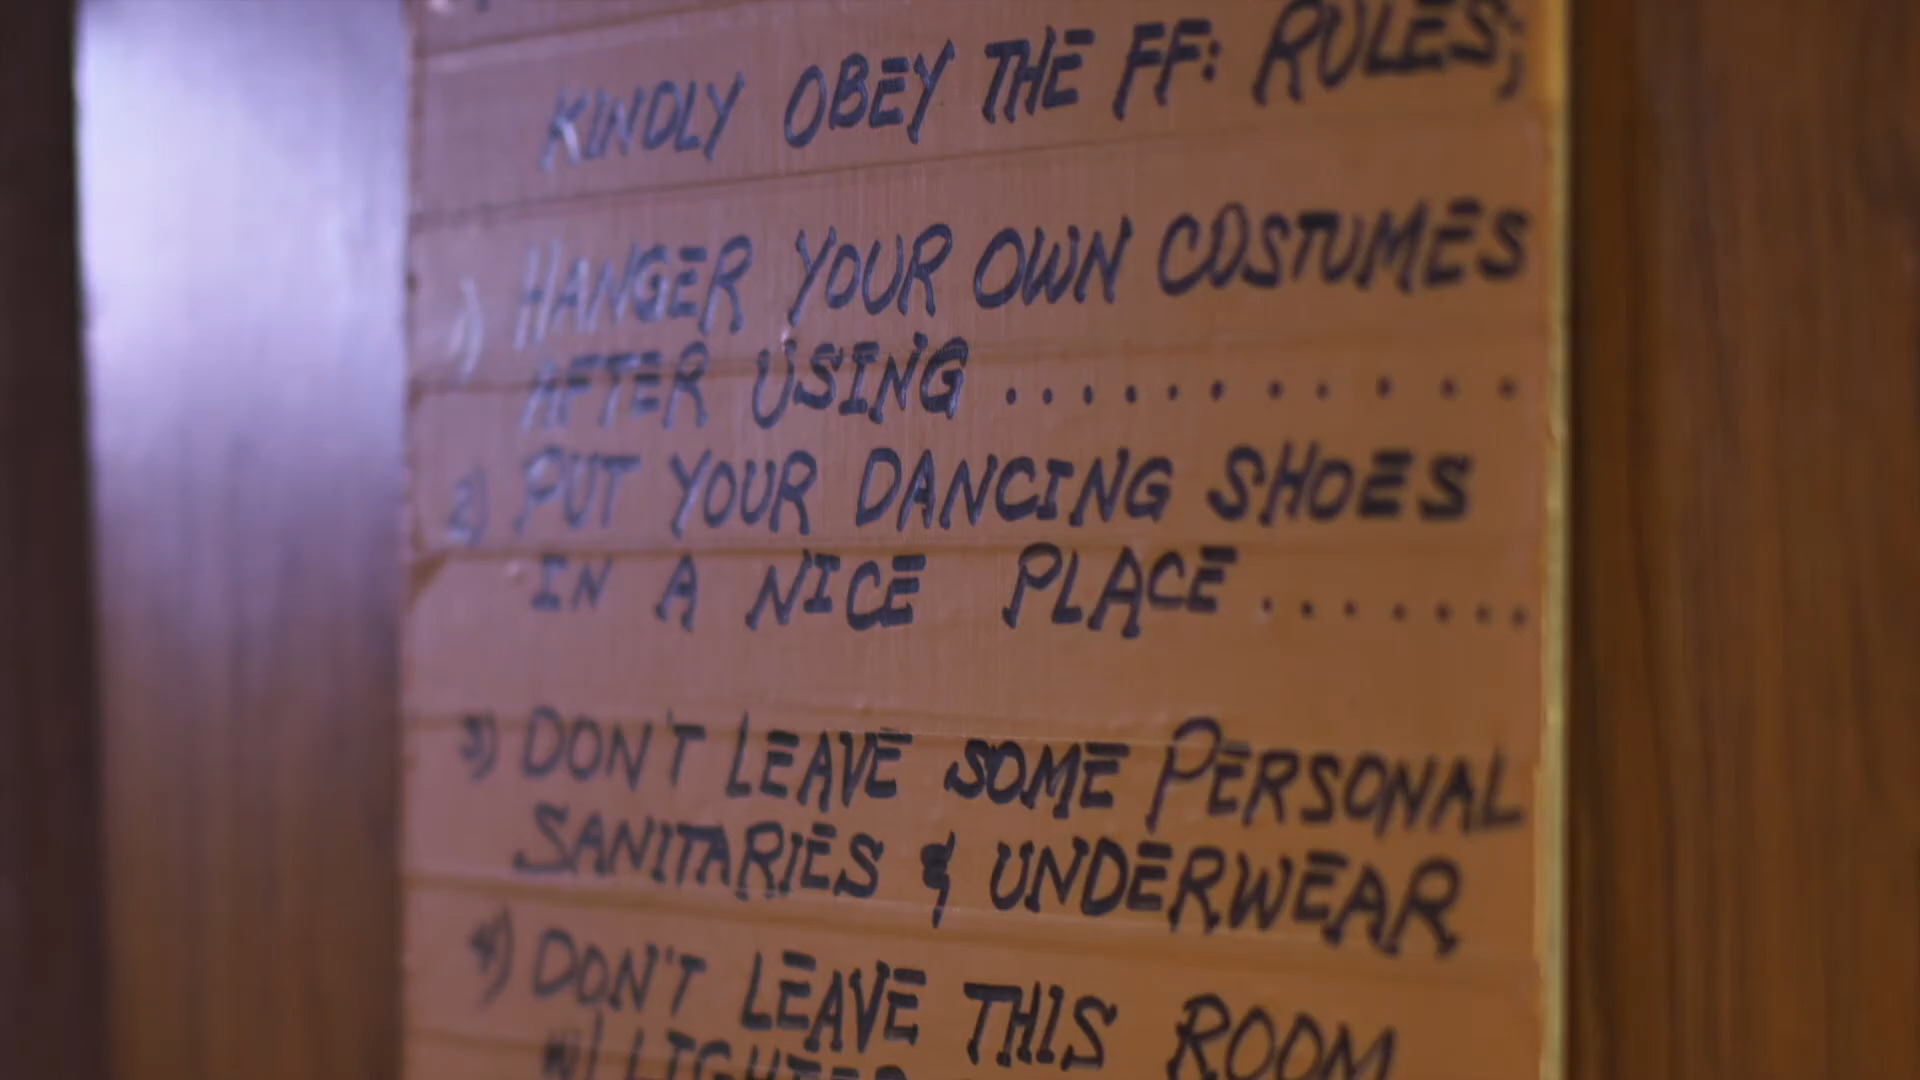 KINDLY OBEY THE FF: RULES;
1) HANGER YOUR OWN COSTUMES
AFTER USING . . . . . . . . . . . .
2) PUT YOUR DANCING SHOES
IN A NICE PLACE . . . . . . .
3) DON'T LEAVE SOME PERSONAL
SANITARIES & UNDERWEAR
4) DON'T LEAVE THIS ROOM
W/ LIGHTED